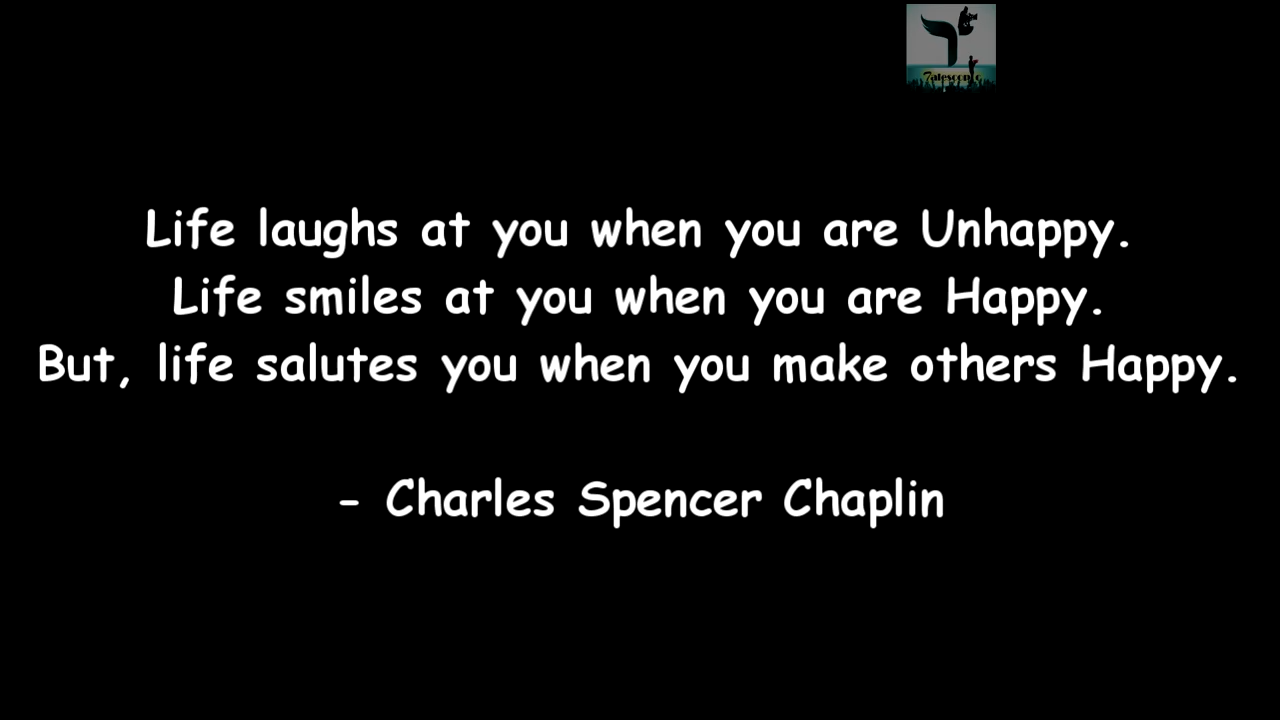 Life laughs at you when you are Unhappy.
Life smiles at you when you are Happy.
But, life salutes you when you make others Happy.
- Charles Spencer Chaplin